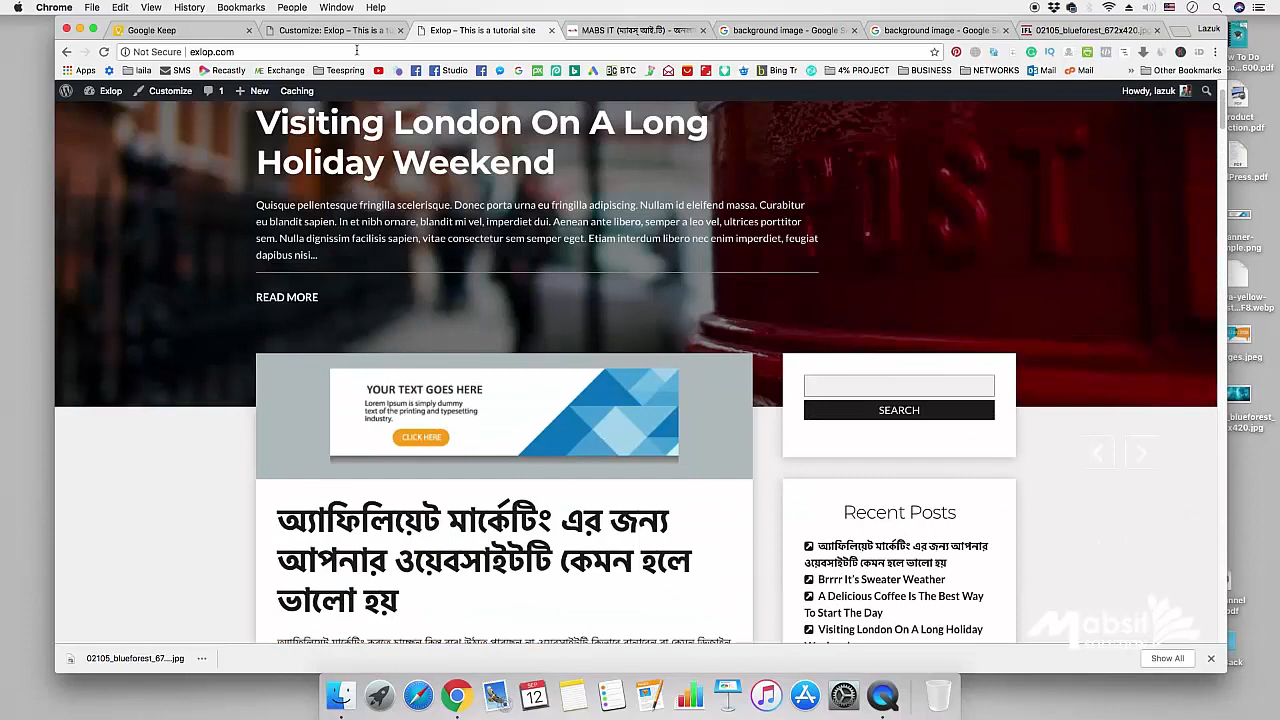 Chrome File Edit View History Bookmarks People Window Help
Google Keep
Customize: Exlop – This is a tu
Exlop – This is a tutorial site
MABS IT (ম্যাবস্ আই.টি) -
background image - Google S
background image - Google S
02105_blueforest_672x420.jp
Lazuk
Not Secure | exlop.com
Apps laila SMS Recastly Exchange Teespring Studio BTC Bing Tr 4% PROJECT BUSINESS NETWORKS Mail Mail Other Bookmarks
Exlop Customize 1 New Caching
Howdy, lazuk
Visiting London On A Long
Holiday Weekend
Quisque pellentesque fringilla scelerisque. Donec porta urna eu fringilla adipiscing. Nullam id eleifend massa. Curabitur
eu blandit sapien. In et nibh ornare, blandit mi vel, imperdiet dui. Aenean ante libero, semper a leo vel, ultrices porttitor
sem. Nulla dignissim facilisis sapien, vitae consectetur sem semper eget. Etiam interdum libero nec enim imperdiet, feugiat
dapibus nisi...
READ MORE
YOUR TEXT GOES HERE
Lorem Ipsum is simply dummy
text of the printing and typesetting
industry.
CLICK HERE
SEARCH
অ্যাফিলিয়েট মার্কেটিং এর জন্য
আপনার ওয়েবসাইটটি কেমন হলে
ভালো হয়
Recent Posts
অ্যাফিলিয়েট মার্কেটিং এর জন্য আপনার
ওয়েবসাইটটি কেমন হলে ভালো হয়
Brrrr It's Sweater Weather
A Delicious Coffee Is The Best Way
To Start The Day
Visiting London On A Long Holiday
Mabsil
02105_blueforest_67....jpg
Show All
SEP
12